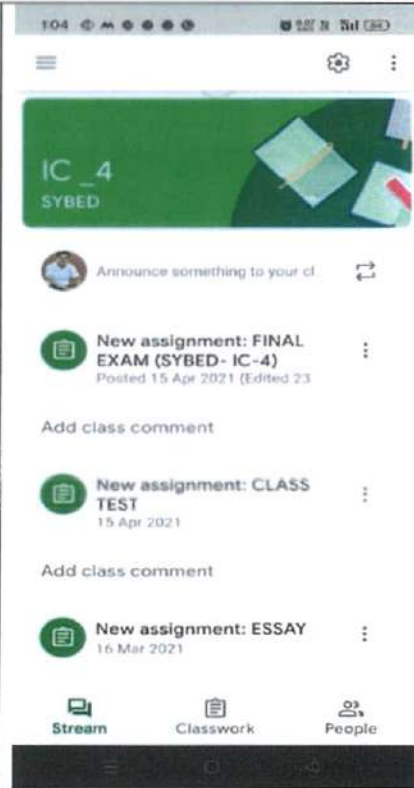 104
IC _4
SYBED
Announce something to your cl
New assignment: FINAL
EXAM (SYBED- IC-4)
Posted 15 Apr 2021 (Edited 23
Add class comment
New assignment: CLASS
TEST
15 Apr 2021
Add class comment
New assignment: ESSAY
16 Mar 2021
Stream Classwork People